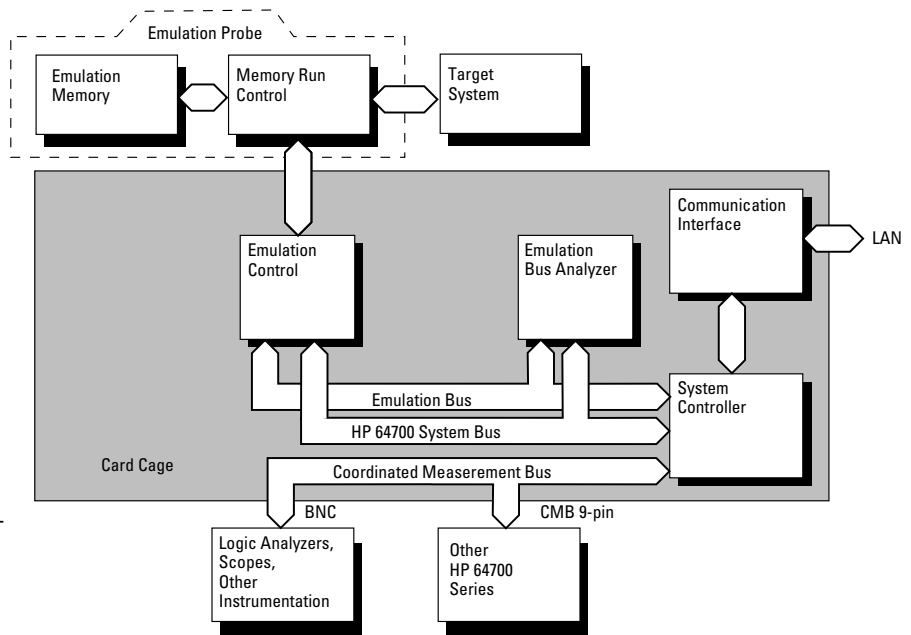 Emulation Probe
Emulation
Memory
Memory Run
Control
Target
System
Communication
Interface
LAN
Emulation
Control
Emulation
Bus Analyzer
System
Controller
Emulation Bus
HP 64700 System Bus
Card Cage
Coordinated Measerement Bus
BNC
CMB 9-pin
Logic Analyzers,
Scopes,
Other
Instrumentation
Other
HP 64700
Series